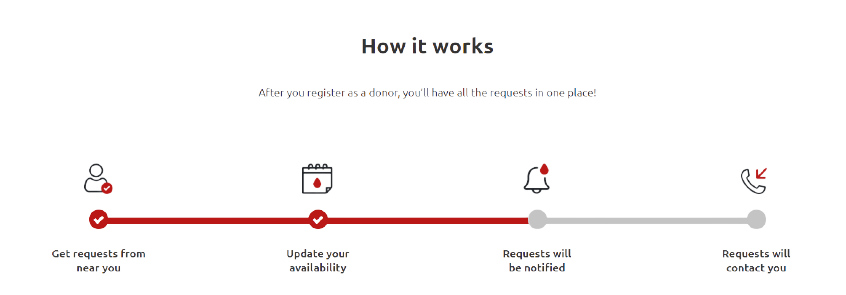 How it works
After you register as a donor, you'll have all the requests in one place!
Get requests from
near you
Update your
availability
Requests will
be notified
Requests will
contact you